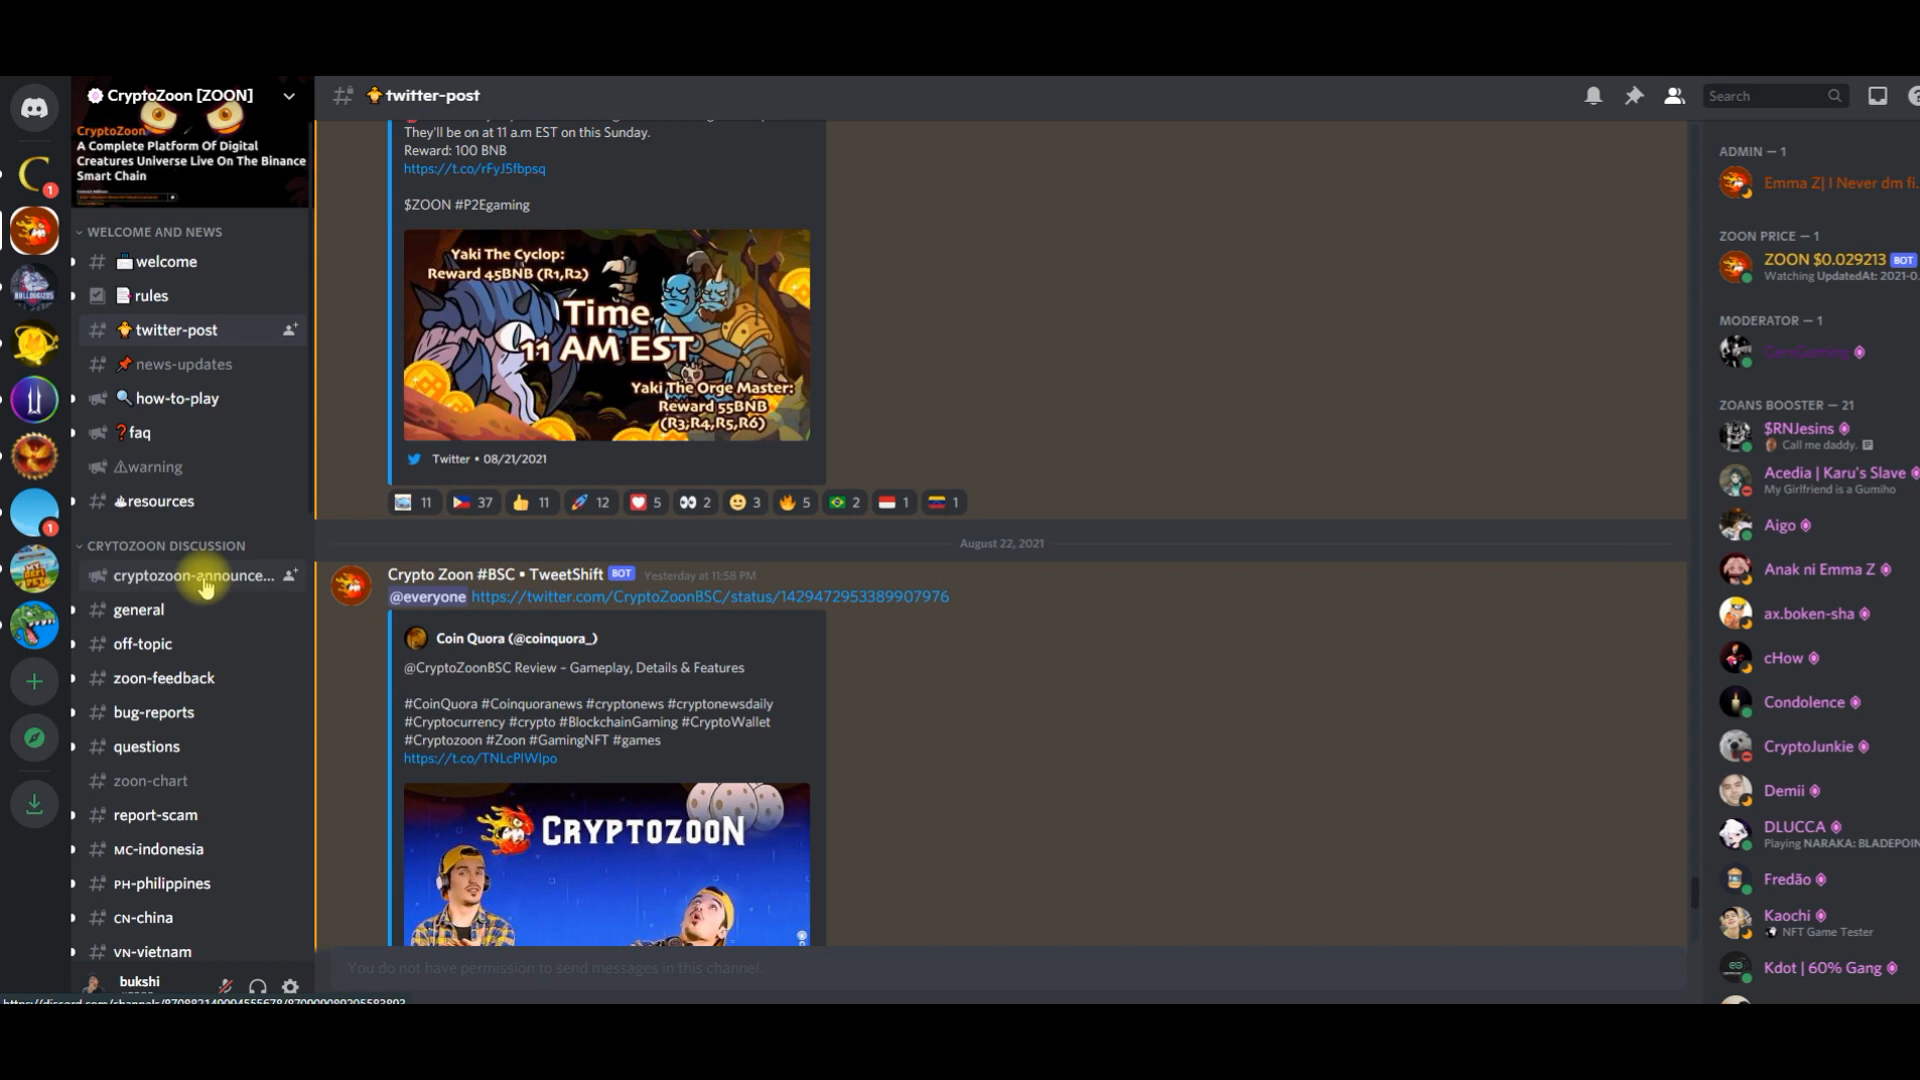 CryptoZoon [ZOON]
CryptoZoon
A Complete Platform Of Digital
Creatures Universe Live On The Binance
Smart Chain
WELCOME AND NEWS
welcome
rules
twitter-post
news-updates
how-to-play
faq
warning
resources
CRYTOZOON DISCUSSION
cryptozoon-announce...
general
off-topic
zoon-feedback
bug-reports
questions
zoon-chart
report-scam
MC-indonesia
PH-philippines
CN-china
VN-vietnam
bukshi
1
1
twitter-post
They'll be on at 11 a.m EST on this Sunday.
Reward: 100 BNB
https://t.co/rFyJ5fbpsq
$ZOON #P2Egaming
Yaki The Cyclop:
Reward 45BNB (R1,R2)
Time
11 AM EST
Yaki The Orge Master:
Reward 55BNB
(R3,R4,R5,R6)
Twitter • 08/21/2021
11 37 11 12 5 2 3 5 2 1 1
August 22, 2021
Crypto Zoon #BSC • TweetShift BOT Yesterday at 11:58 PM
@everyone https://twitter.com/CryptoZoonBSC/status/1429472953389907976
Coin Quora (@coinquora_)
@CryptoZoonBSC Review – Gameplay, Details & Features
#CoinQuora #Coinquoranews #cryptonews #cryptonewsdaily
#Cryptocurrency #crypto #BlockchainGaming #CryptoWallet
#Cryptozoon #Zoon #GamingNFT #games
https://t.co/TNLcPlWIpo
CRYPTOZOON
You do not have permission to send messages in this channel.
Search
ADMIN — 1
Emma Z| I Never dm fi...
ZOON PRICE — 1
ZOON $0.029213 BOT
Watching UpdatedAt: 2021-0
MODERATOR — 1
ZOANS BOOSTER — 21
$RNJesins
Call me daddy.
Acedia | Karu's Slave
My Girlfriend is a Gumiho
Aigo
Anak ni Emma Z
ax.boken-sha
cHow
Condolence
CryptoJunkie
Demii
DLUCCA
Playing NARAKA: BLADEPOIN
Fredão
Kaochi
NFT Game Tester
Kdot | 60% Gang